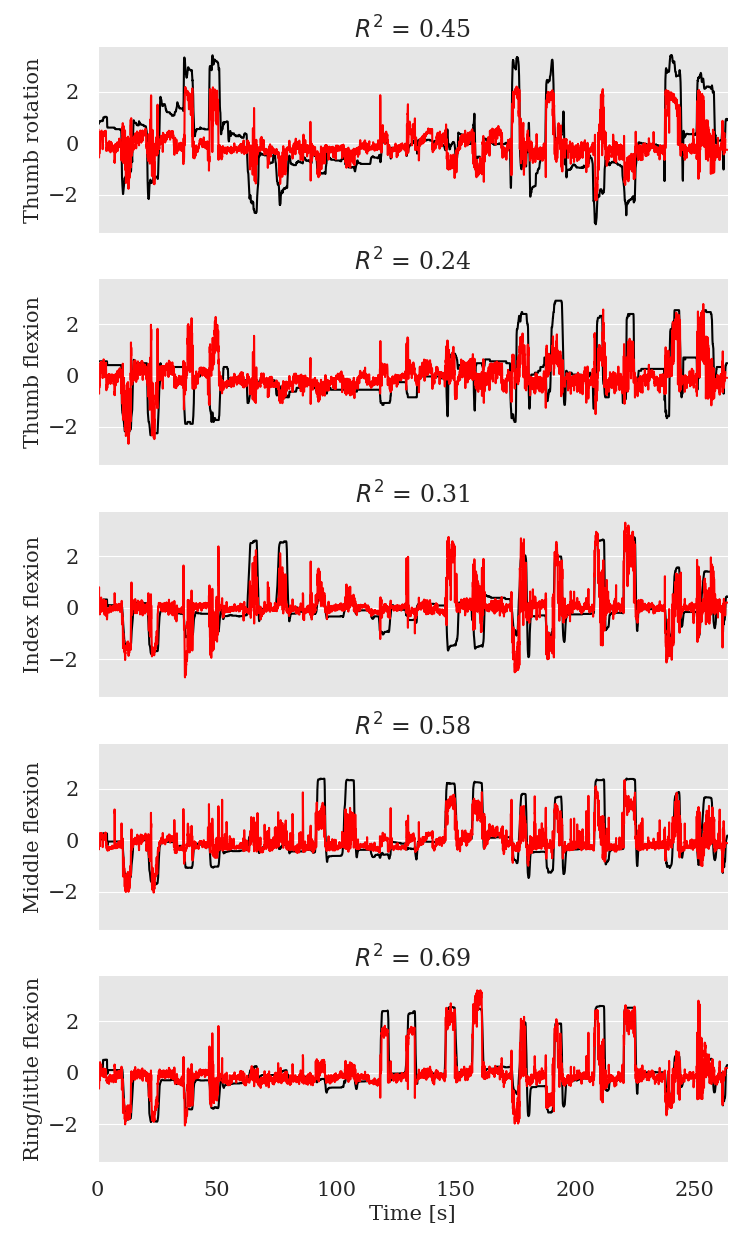 R² = 0.45
Thumb rotation
2
0
−2
R² = 0.24
Thumb flexion
2
0
−2
R² = 0.31
Index flexion
2
0
−2
R² = 0.58
Middle flexion
2
0
−2
R² = 0.69
Ring/little flexion
2
0
−2
0 50 100 150 200 250
Time [s]